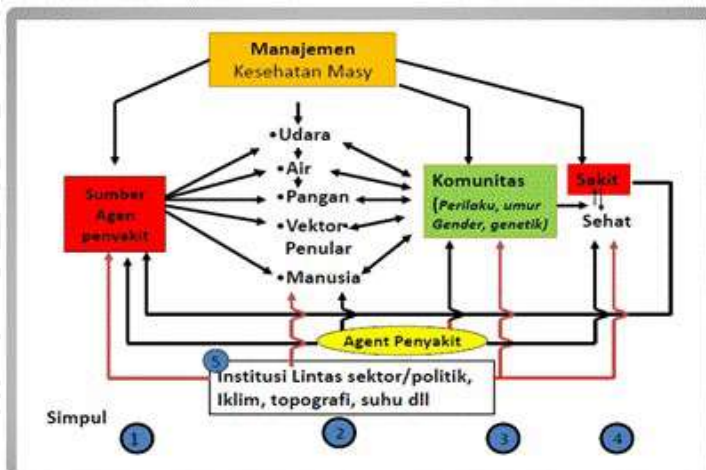 Manajemen
Kesehatan Masy
•Udara
•Air
•Pangan
•Vektor
Penular
•Manusia
Sumber
Agen
penyakit
Komunitas
(Perilaku, umur
Gender, genetik)
Sakit
Sehat
Agent Penyakit
5
Institusi Lintas sektor/politik,
Iklim, topografi, suhu dll
Simpul
1
2
3
4